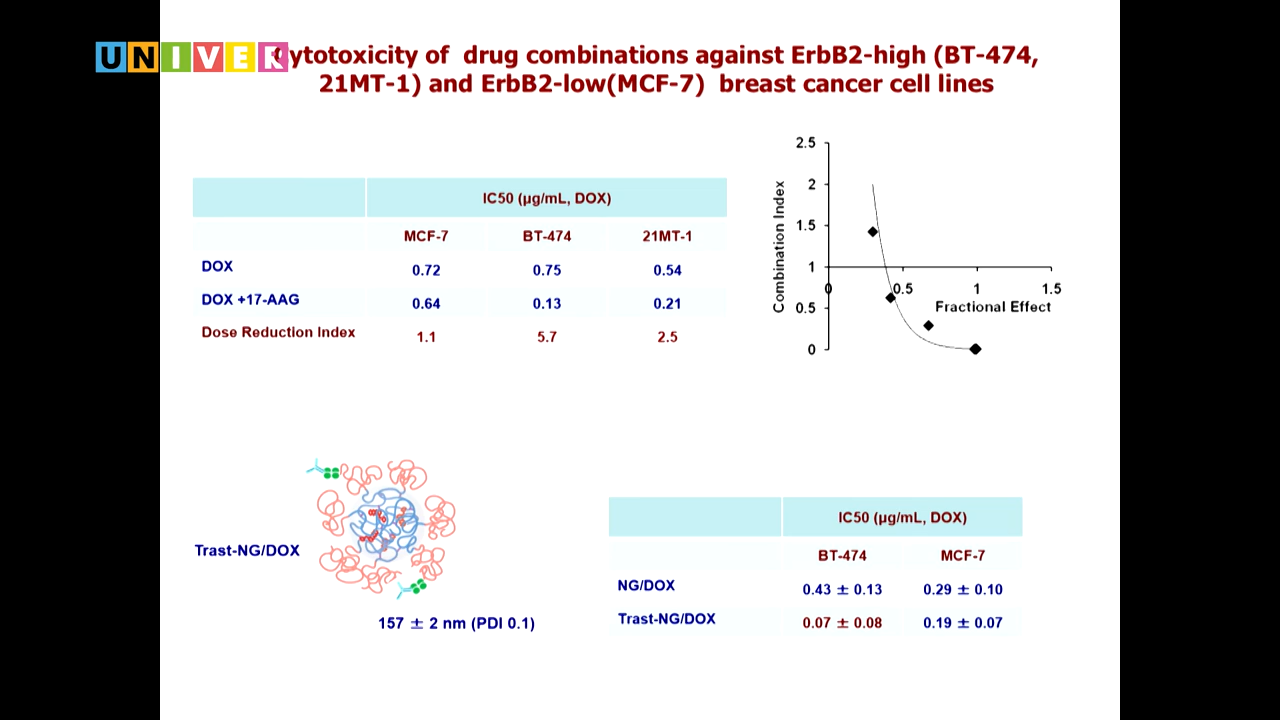 UNIVER
Cytotoxicity of drug combinations against ErbB2-high (BT-474,
21MT-1) and ErbB2-low(MCF-7) breast cancer cell lines
IC50 (µg/mL, DOX)
MCF-7 BT-474 21MT-1
DOX 0.72 0.75 0.54
DOX +17-AAG 0.64 0.13 0.21
Dose Reduction Index 1.1 5.7 2.5
Combination Index
2.5
2
1.5
1
0.5
0
0 0.5 1 1.5
Fractional Effect
Trast-NG/DOX
157 ± 2 nm (PDI 0.1)
IC50 (µg/mL, DOX)
BT-474 MCF-7
NG/DOX 0.43 ± 0.13 0.29 ± 0.10
Trast-NG/DOX 0.07 ± 0.08 0.19 ± 0.07